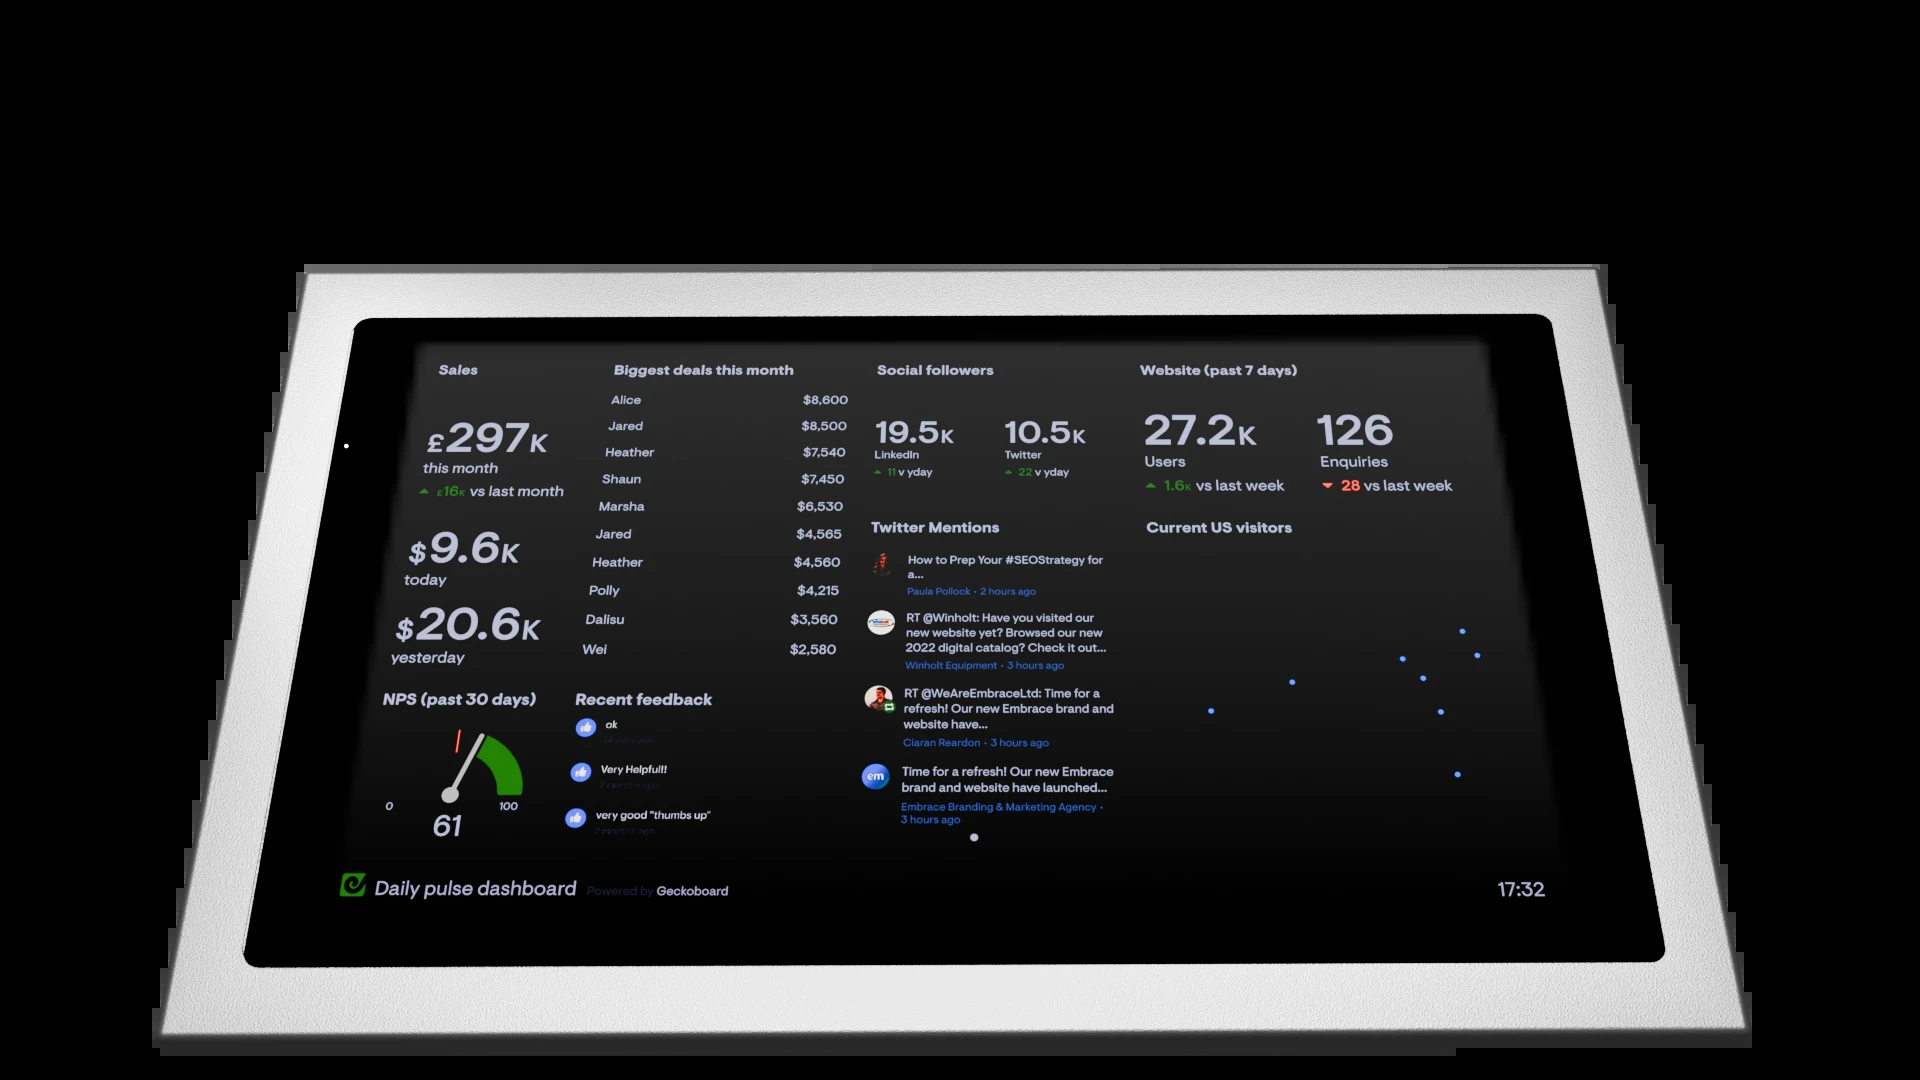 Sales
£297K
this month
£16K vs last month
$9.6K
today
$20.6K
yesterday
Biggest deals this month
Alice $8,600
Jared $8,500
Heather $7,540
Shaun $7,450
Marsha $6,530
Jared $4,565
Heather $4,560
Polly $4,215
Dalisu $3,560
Wei $2,580
Social followers
19.5K
LinkedIn
11 v yday
10.5K
Twitter
22 v yday
Website (past 7 days)
27.2K
Users
1.6K vs last week
126
Enquiries
28 vs last week
NPS (past 30 days)
0 100
61
Recent feedback
ok
Very Helpful!!
2 months ago
very good "thumbs up"
2 months ago
Twitter Mentions
How to Prep Your #SEOStrategy for
a...
Paula Pollock · 2 hours ago
RT @Winholt: Have you visited our
new website yet? Browsed our new
2022 digital catalog? Check it out...
Winholt Equipment · 3 hours ago
RT @WeAreEmbraceLtd: Time for a
refresh! Our new Embrace brand and
website have...
Ciaran Reardon · 3 hours ago
em
Time for a refresh! Our new Embrace
brand and website have launched...
Embrace Branding & Marketing Agency ·
3 hours ago
Current US visitors
Daily pulse dashboard Powered by Geckoboard
17:32